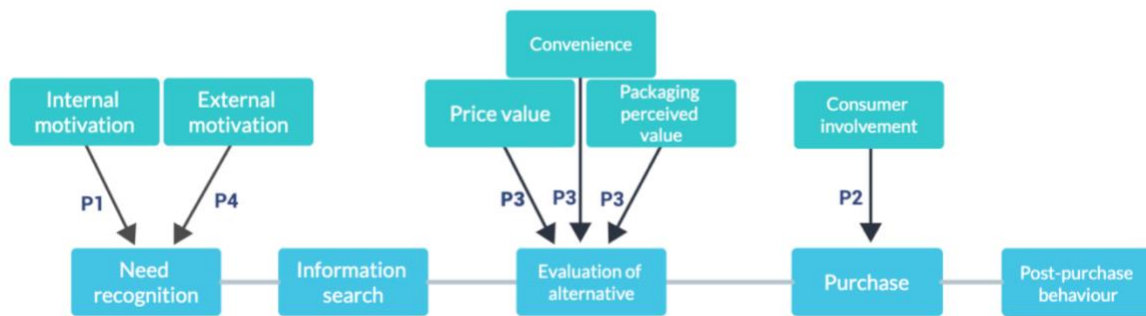 Convenience
Internal
motivation
External
motivation
Price value
Packaging
perceived
value
Consumer
involvement
P1
P4
P3
P3
P3
P2
Need
recognition
Information
search
Evaluation of
alternative
Purchase
Post-purchase
behaviour